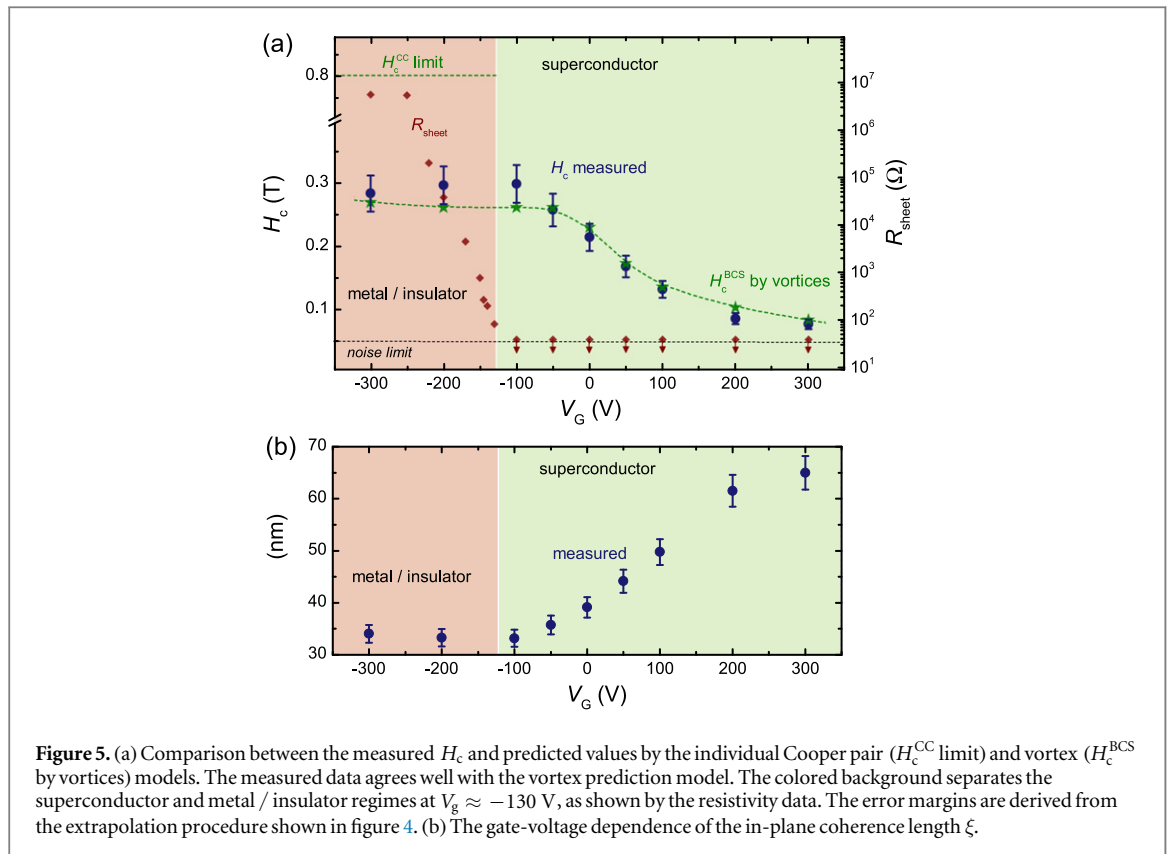 (a)
H_c^CC limit
superconductor
0.8
10^7
R_sheet
10^6
H_c measured
10^5
0.3
H_c (T)
R_sheet (Ω)
10^4
0.2
10^3
H_c^BCS by vortices
metal / insulator
0.1
10^2
noise limit
10^1
-300 -200 -100 0 100 200 300
V_G (V)
(b)
70
superconductor
60
(nm)
50
measured
metal / insulator
40
30
-300 -200 -100 0 100 200 300
V_G (V)
Figure 5. (a) Comparison between the measured H_c and predicted values by the individual Cooper pair (H_c^CC limit) and vortex (H_c^BCS
by vortices) models. The measured data agrees well with the vortex prediction model. The colored background separates the
superconductor and metal / insulator regimes at V_g ≈ −130 V, as shown by the resistivity data. The error margins are derived from
the extrapolation procedure shown in figure 4. (b) The gate-voltage dependence of the in-plane coherence length ξ.